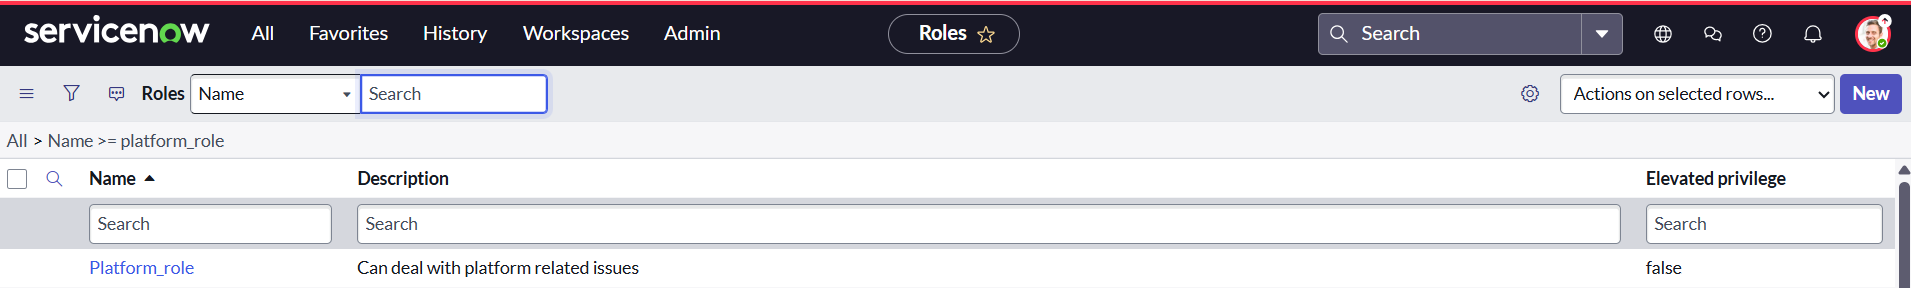 servicenow All Favorites History Workspaces Admin Roles Search
Roles Name Search Actions on selected rows... New
All > Name >= platform_role
Name Description Elevated privilege
Search Search Search
Platform_role Can deal with platform related issues false